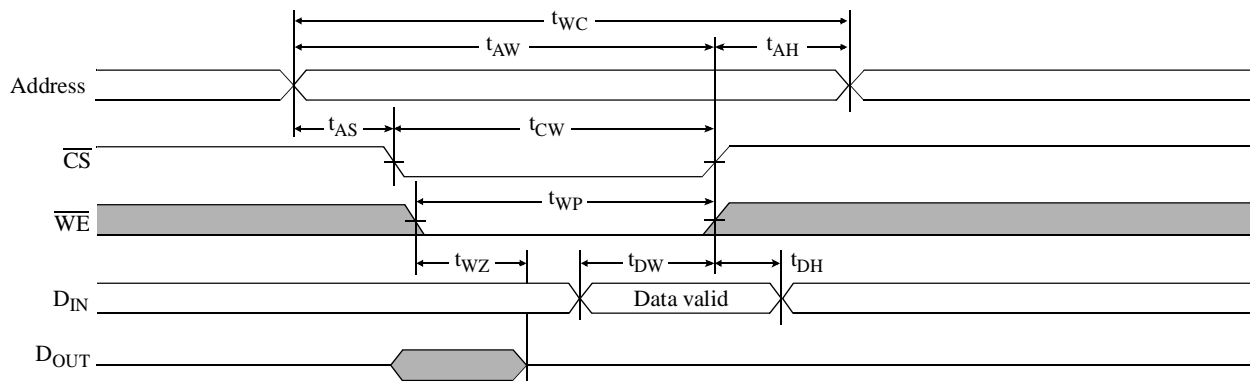 tWC
tAW tAH
Address
tAS tCW
CS
tWP
WE
tWZ tDW tDH
DIN Data valid
DOUT